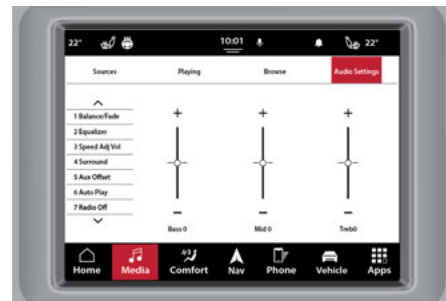 22° 10:01 22°
Sources Playing Browse Audio Settings
1 Balance/Fade
2 Equalizer
3 Speed Adj Vol
4 Surround
5 Aux Offset
6 Auto Play
7 Radio Off
Bass 0 Mid 0 Treb0
Home Media Comfort Nav Phone Vehicle Apps